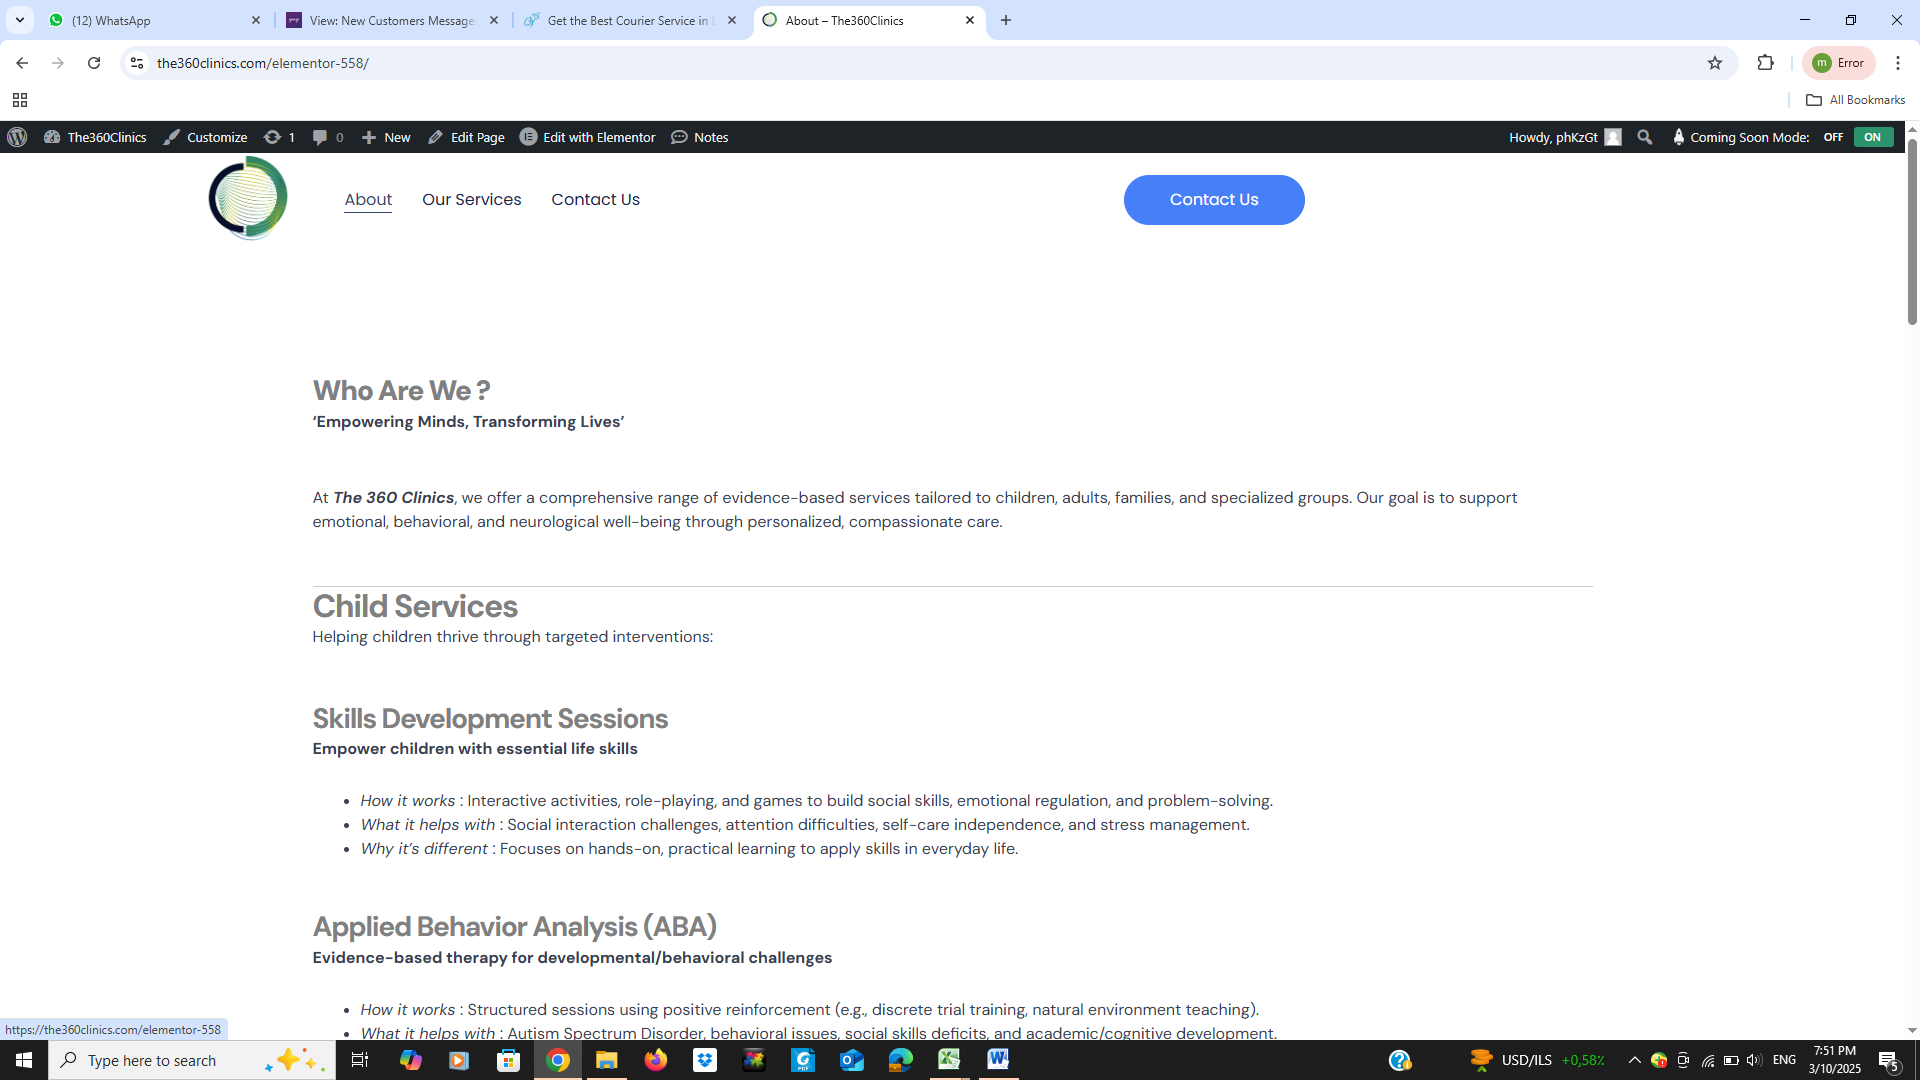 (12) WhatsApp
View: New Customers Message
Get the Best Courier Service in
About – The360Clinics
the360clinics.com/elementor-558/
m Error
All Bookmarks
The360Clinics Customize 1 0 New Edit Page Edit with Elementor Notes Howdy, phKzGt Coming Soon Mode: OFF ON
About Our Services Contact Us Contact Us
Who Are We ?
‘Empowering Minds, Transforming Lives’
At The 360 Clinics, we offer a comprehensive range of evidence-based services tailored to children, adults, families, and specialized groups. Our goal is to support
emotional, behavioral, and neurological well-being through personalized, compassionate care.
Child Services
Helping children thrive through targeted interventions:
Skills Development Sessions
Empower children with essential life skills
• How it works : Interactive activities, role-playing, and games to build social skills, emotional regulation, and problem-solving.
• What it helps with : Social interaction challenges, attention difficulties, self-care independence, and stress management.
• Why it’s different : Focuses on hands-on, practical learning to apply skills in everyday life.
Applied Behavior Analysis (ABA)
Evidence-based therapy for developmental/behavioral challenges
• How it works : Structured sessions using positive reinforcement (e.g., discrete trial training, natural environment teaching).
• What it helps with : Autism Spectrum Disorder, behavioral issues, social skills deficits, and academic/cognitive development.
https://the360clinics.com/elementor-558
Type here to search
USD/ILS +0,58%
ENG
7:51 PM
3/10/2025
5